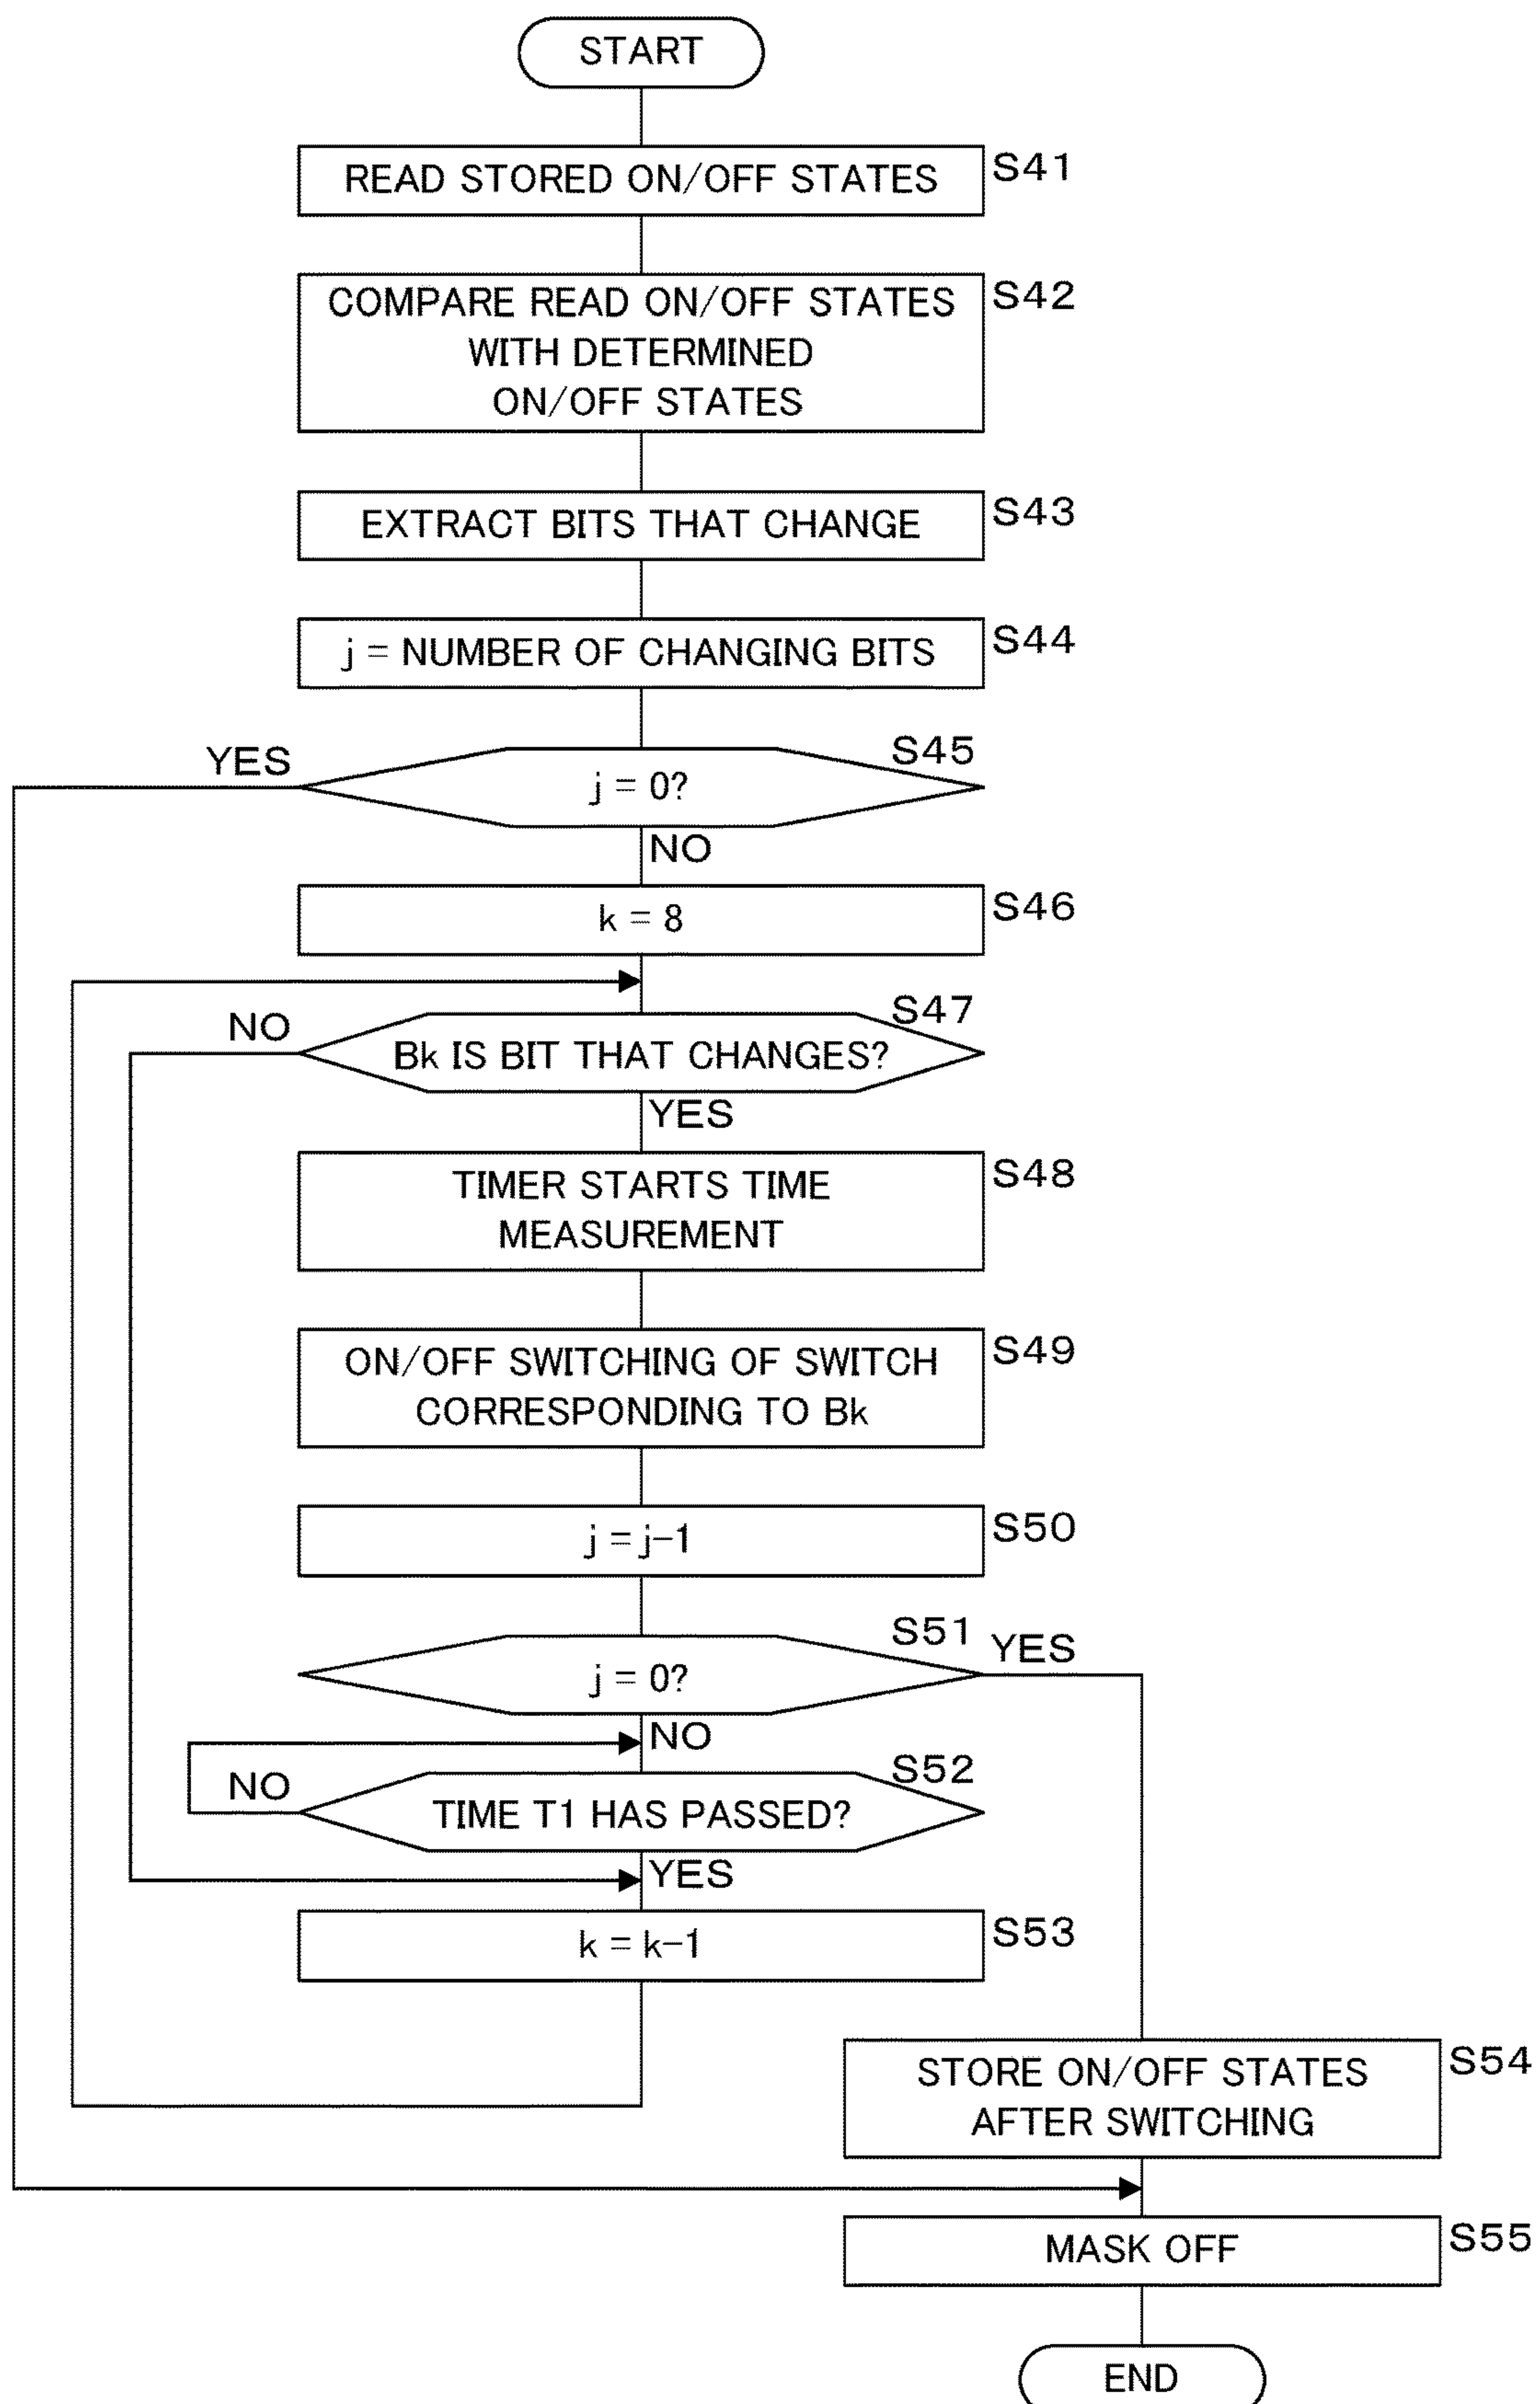 START
READ STORED ON/OFF STATES
S41
COMPARE READ ON/OFF STATES
WITH DETERMINED
ON/OFF STATES
S42
EXTRACT BITS THAT CHANGE
S43
j = NUMBER OF CHANGING BITS
S44
YES
j = 0?
S45
NO
k = 8
S46
NO
Bk IS BIT THAT CHANGES?
S47
YES
TIMER STARTS TIME
MEASUREMENT
S48
ON/OFF SWITCHING OF SWITCH
CORRESPONDING TO Bk
S49
j = j-1
S50
j = 0?
S51
YES
NO
NO
TIME T1 HAS PASSED?
S52
YES
k = k-1
S53
STORE ON/OFF STATES
AFTER SWITCHING
S54
MASK OFF
S55
END